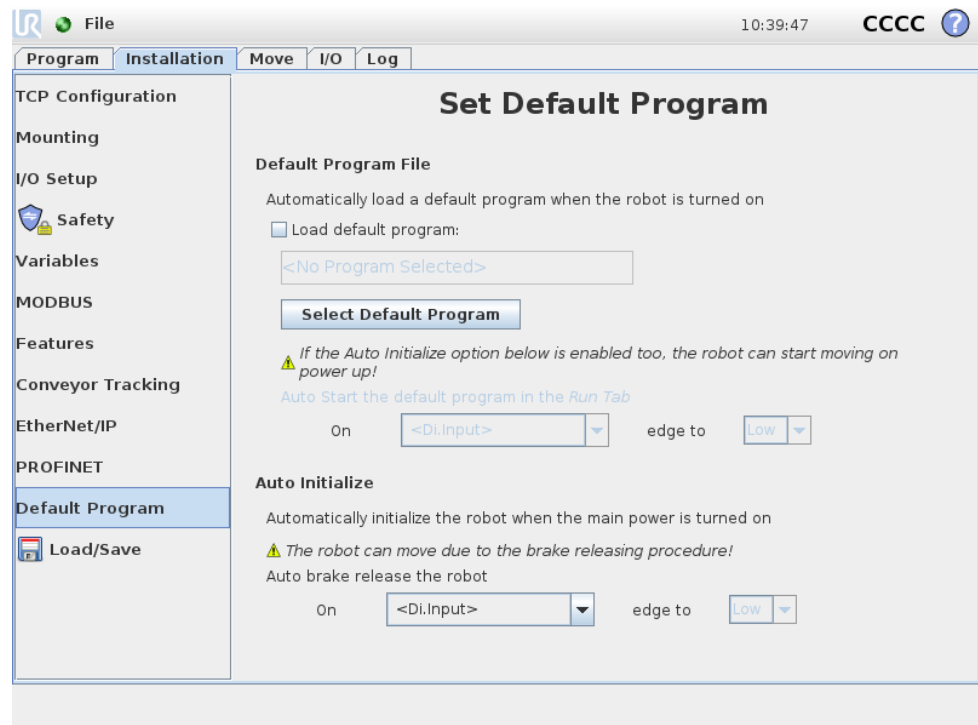 UR File 10:39:47 CCCC ?
Program Installation Move I/O Log
TCP Configuration
Mounting
I/O Setup
Safety
Variables
MODBUS
Features
Conveyor Tracking
EtherNet/IP
PROFINET
Default Program
Load/Save
Set Default Program
Default Program File
Automatically load a default program when the robot is turned on
Load default program:
<No Program Selected>
Select Default Program
If the Auto Initialize option below is enabled too, the robot can start moving on
power up!
Auto Start the default program in the Run Tab
On <Di.Input> edge to Low
Auto Initialize
Automatically initialize the robot when the main power is turned on
The robot can move due to the brake releasing procedure!
Auto brake release the robot
On <Di.Input> edge to Low